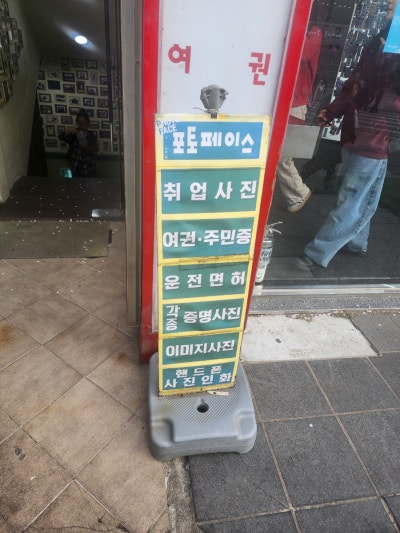 여 권
포토페이스
취업사진
여권·주민증
운전면허
각종 증명사진
이미지사진
핸드폰
사진인화